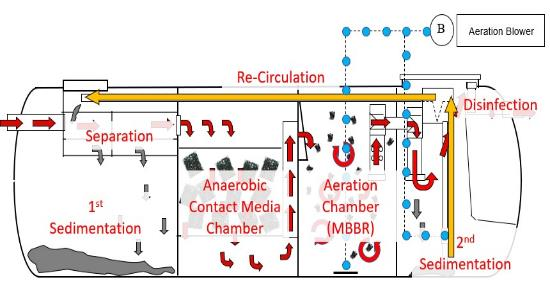 B
Aeration Blower
Re-Circulation
Disinfection
Separation
1st
Sedimentation
Anaerobic
Contact Media
Chamber
Aeration
Chamber
(MBBR)
2nd
Sedimentation